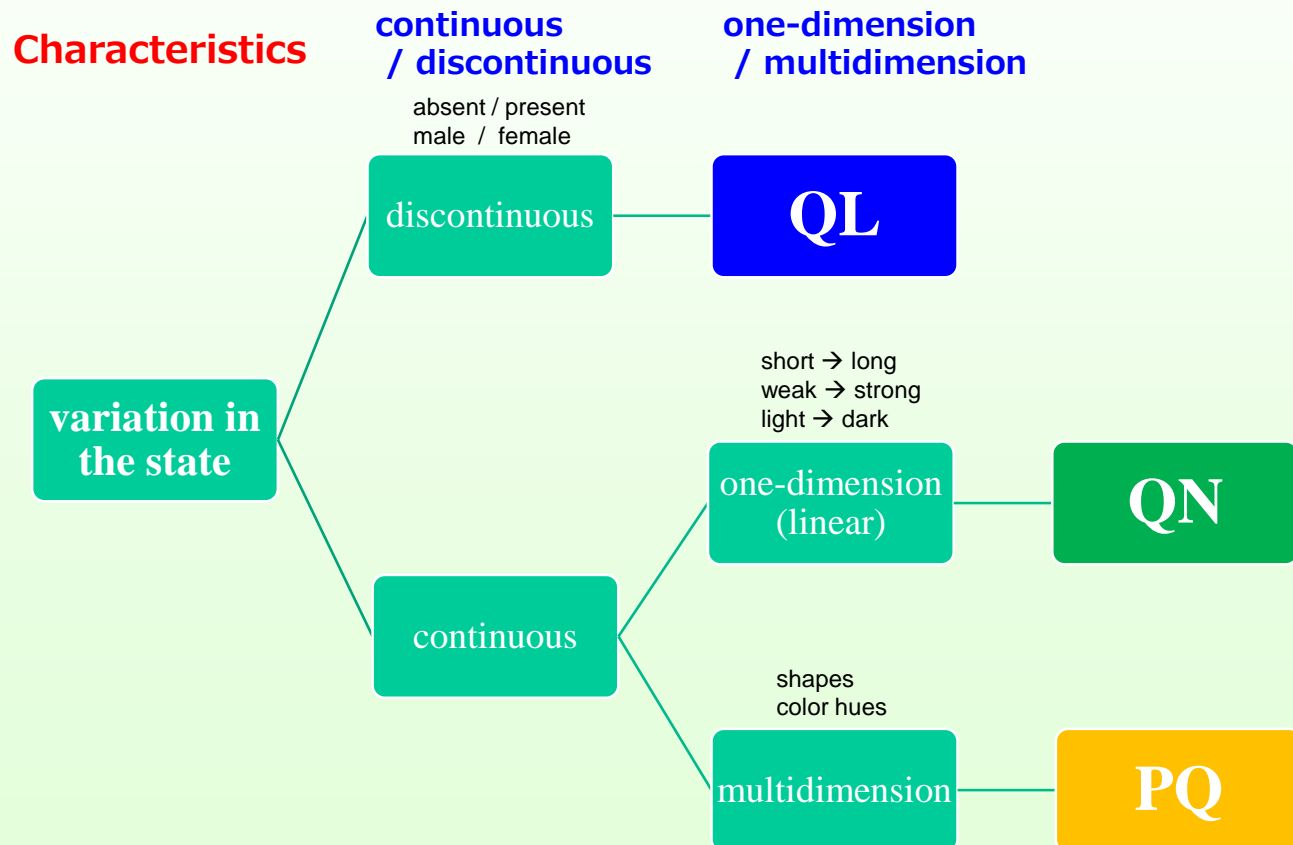 Characteristics
continuous
/ discontinuous
one-dimension
/ multidimension
absent / present
male / female
discontinuous
QL
variation in
the state
short → long
weak → strong
light → dark
one-dimension
(linear)
QN
continuous
shapes
color hues
multidimension
PQ